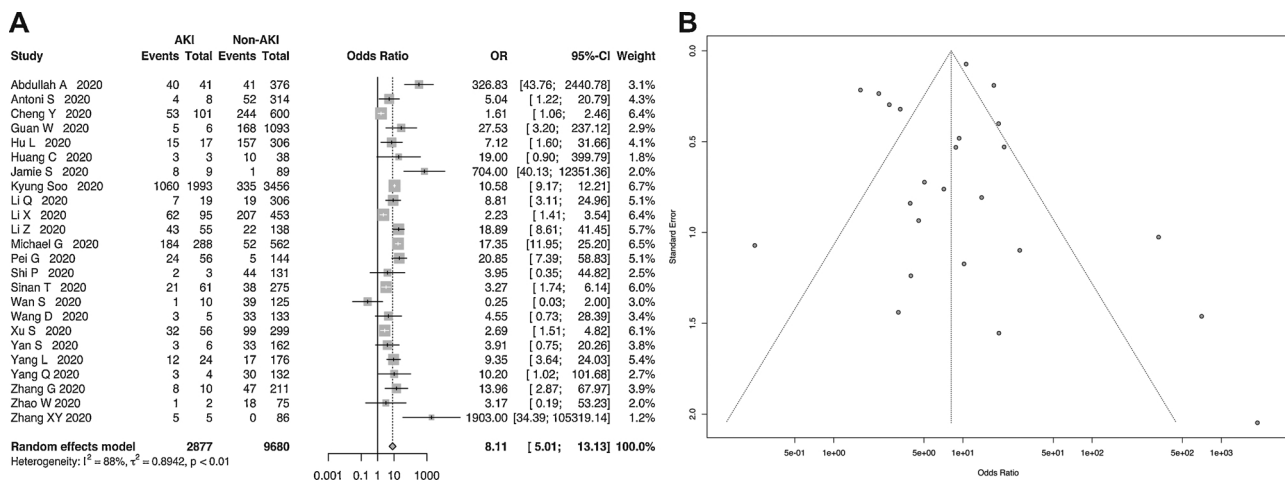 A
AKI Non-AKI
Study Events Total Events Total Odds Ratio OR 95%-CI Weight
Abdullah A 2020 40 41 41 376 326.83 [43.76; 2440.78] 3.1%
Antoni S 2020 4 8 52 314 5.04 [ 1.22; 20.79] 4.3%
Cheng Y 2020 53 101 244 600 1.61 [ 1.06; 2.46] 6.4%
Guan W 2020 5 6 168 1093 27.53 [ 3.20; 237.12] 2.9%
Hu L 2020 15 17 157 306 7.12 [ 1.60; 31.66] 4.1%
Huang C 2020 3 3 10 38 19.00 [ 0.90; 399.79] 1.8%
Jamie S 2020 8 9 1 89 704.00 [40.13; 12351.36] 2.0%
Kyung Soo 2020 1060 1993 335 3456 10.58 [ 9.17; 12.21] 6.7%
Li Q 2020 7 19 19 306 8.81 [ 3.11; 24.96] 5.1%
Li X 2020 62 95 207 453 2.23 [ 1.41; 3.54] 6.4%
Li Z 2020 43 55 22 138 18.89 [ 8.61; 41.45] 5.7%
Michael G 2020 184 288 52 562 17.35 [11.95; 25.20] 6.5%
Pei G 2020 24 56 5 144 20.85 [ 7.39; 58.83] 5.1%
Shi P 2020 2 3 44 131 3.95 [ 0.35; 44.82] 2.5%
Sinan T 2020 21 61 38 275 3.27 [ 1.74; 6.14] 6.0%
Wan S 2020 1 10 39 125 0.25 [ 0.03; 2.00] 3.0%
Wang D 2020 3 5 33 133 4.55 [ 0.73; 28.39] 3.4%
Xu S 2020 32 56 99 299 2.69 [ 1.51; 4.82] 6.1%
Yan S 2020 3 6 33 162 3.91 [ 0.75; 20.26] 3.8%
Yang L 2020 12 24 17 176 9.35 [ 3.64; 24.03] 5.4%
Yang Q 2020 3 4 30 132 10.20 [ 1.02; 101.68] 2.7%
Zhang G 2020 8 10 47 211 13.96 [ 2.87; 67.97] 3.9%
Zhao W 2020 1 2 18 75 3.17 [ 0.19; 53.23] 2.0%
Zhang XY 2020 5 5 0 86 1903.00 [34.39; 105319.14] 1.2%
Random effects model 2877 9680 8.11 [ 5.01; 13.13] 100.0%
Heterogeneity: I² = 88%, τ² = 0.8942, p < 0.01
0.001 0.1 1 10 1000
B
Standard Error
0.0
0.5
1.0
1.5
2.0
5e-01 1e+00 5e+00 1e+01 5e+01 1e+02 5e+02 1e+03
Odds Ratio